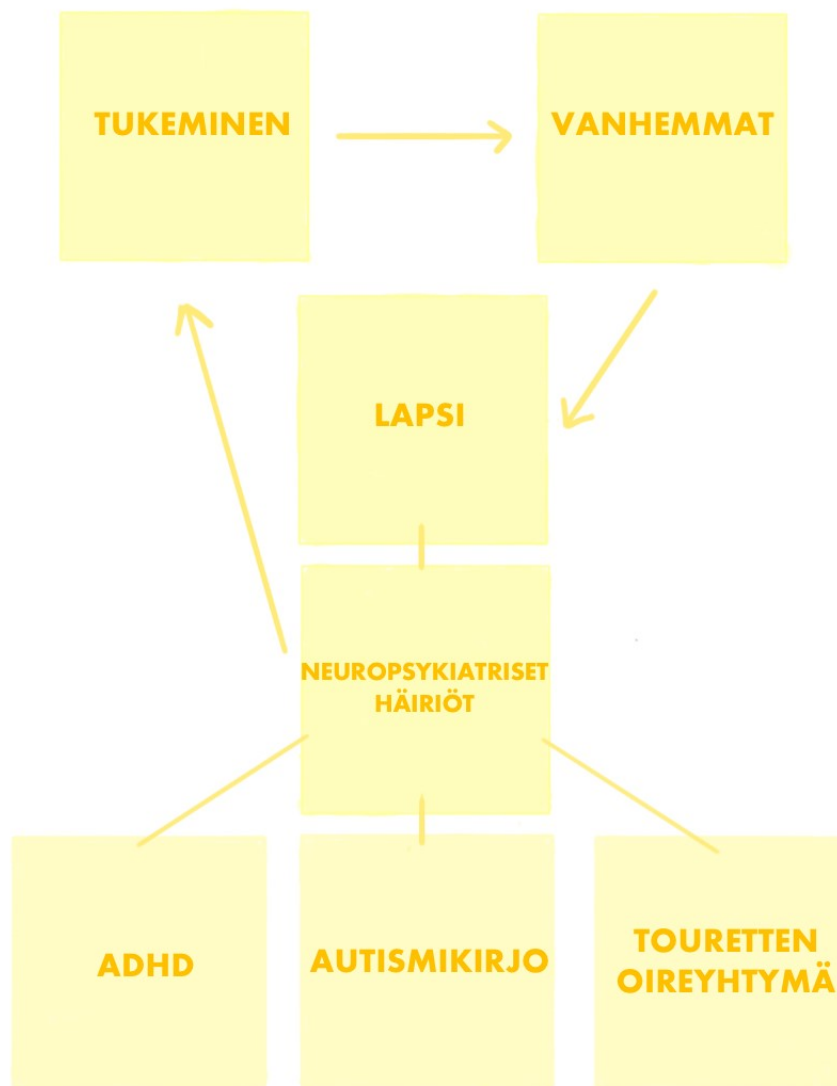 TUKEMINEN
VANHEMMAT
LAPSI
NEUROPSYKIATRISET
HÄIRIÖT
ADHD
AUTISMIKIRJO
TOURETTEN
OIREYHTYMÄ